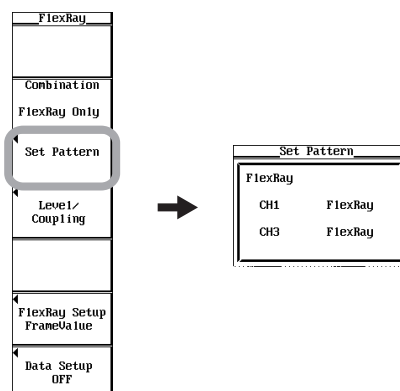 FlexRay
Combination
FlexRay Only
Set Pattern
Level/
Coupling
FlexRay Setup
FrameValue
Data Setup
OFF
Set Pattern
FlexRay
CH1 FlexRay
CH3 FlexRay